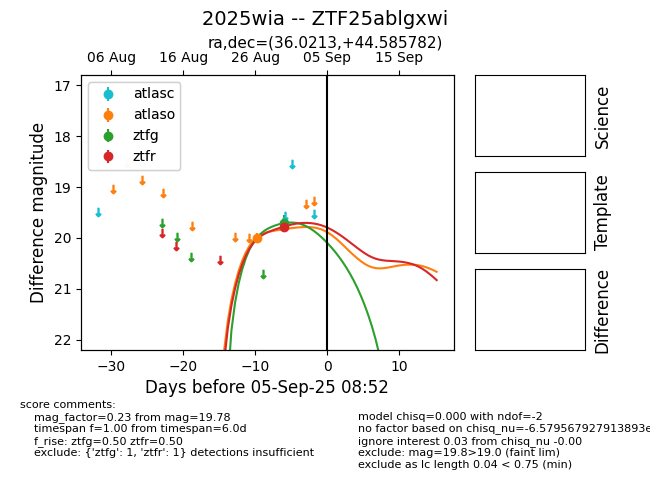 2025wia -- ZTF25ablgxwi
ra,dec=(36.0213,+44.585782)
06 Aug 16 Aug 26 Aug 05 Sep 15 Sep
17
18
19
20
21
22
Difference magnitude
atlasc
atlaso
ztfg
ztfr
−30 −20 −10 0 10
Days before 05-Sep-25 08:52
Science
Template
Difference
score comments:
mag_factor=0.23 from mag=19.78
timespan f=1.00 from timespan=6.0d
f_rise: ztfg=0.50 ztfr=0.50
exclude: {'ztfg': 1, 'ztfr': 1} detections insufficient
model chisq=0.000 with ndof=-2
no factor based on chisq_nu=-6.579567927913893e
ignore interest 0.03 from chisq_nu -0.00
exclude: mag=19.8>19.0 (faint lim)
exclude as lc length 0.04 < 0.75 (min)